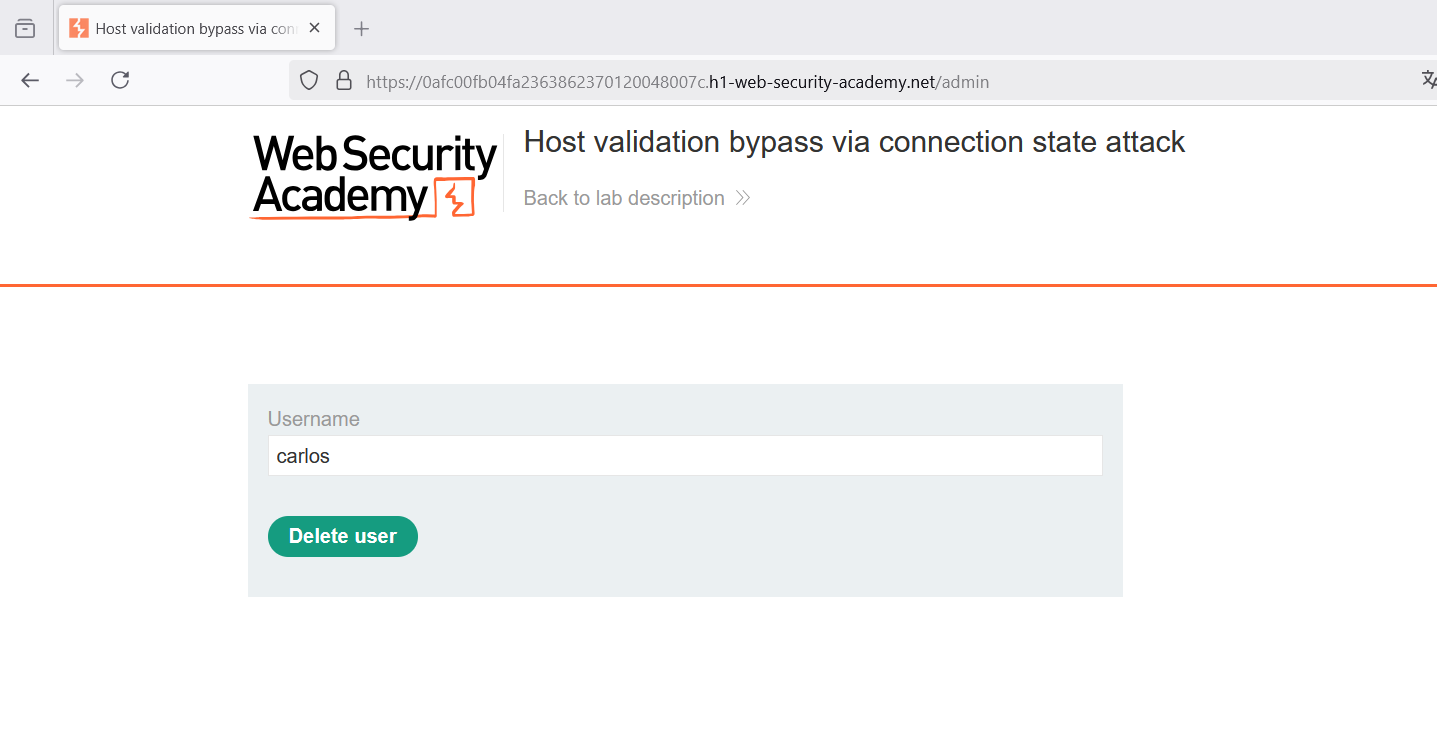 Host validation bypass via con
https://0afc00fb04fa2363862370120048007c.h1-web-security-academy.net/admin
Web Security
Academy
Host validation bypass via connection state attack
Back to lab description
Username
carlos
Delete user